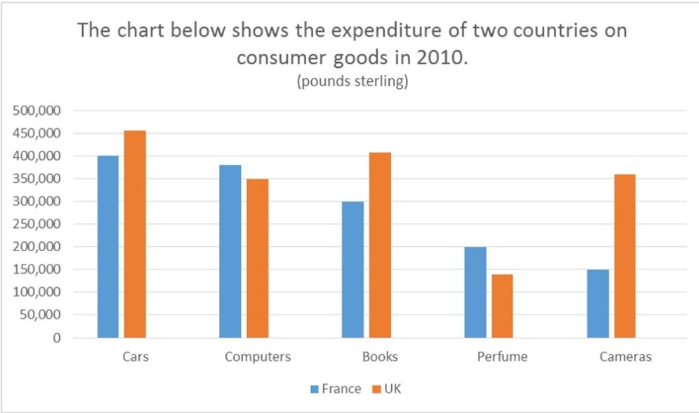 The chart below shows the expenditure of two countries on
consumer goods in 2010.
(pounds sterling)
500,000
450,000
400,000
350,000
300,000
250,000
200,000
150,000
100,000
50,000
0
Cars Computers Books Perfume Cameras
France UK